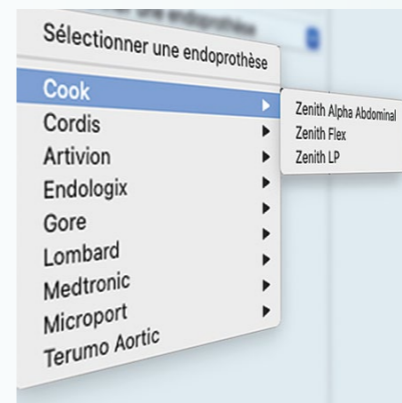 Sélectionner une endoprothèse
Cook
Cordis
Artivion
Endologix
Gore
Lombard
Medtronic
Microport
Terumo Aortic
Zenith Alpha Abdominal
Zenith Flex
Zenith LP